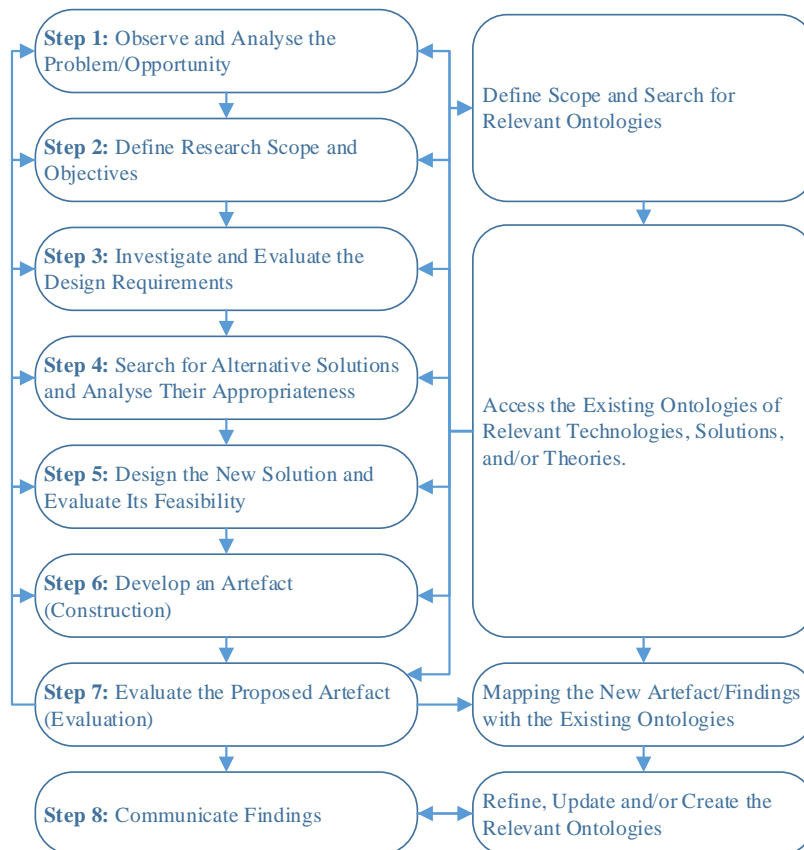 Step 1: Observe and Analyse the
Problem/Opportunity
Step 2: Define Research Scope and
Objectives
Step 3: Investigate and Evaluate the
Design Requirements
Step 4: Search for Alternative Solutions
and Analyse Their Appropriateness
Step 5: Design the New Solution and
Evaluate Its Feasibility
Step 6: Develop an Artefact
(Construction)
Step 7: Evaluate the Proposed Artefact
(Evaluation)
Step 8: Communicate Findings
Define Scope and Search for
Relevant Ontologies
Access the Existing Ontologies of
Relevant Technologies, Solutions,
and/or Theories.
Mapping the New Artefact/Findings
with the Existing Ontologies
Refine, Update and/or Create the
Relevant Ontologies